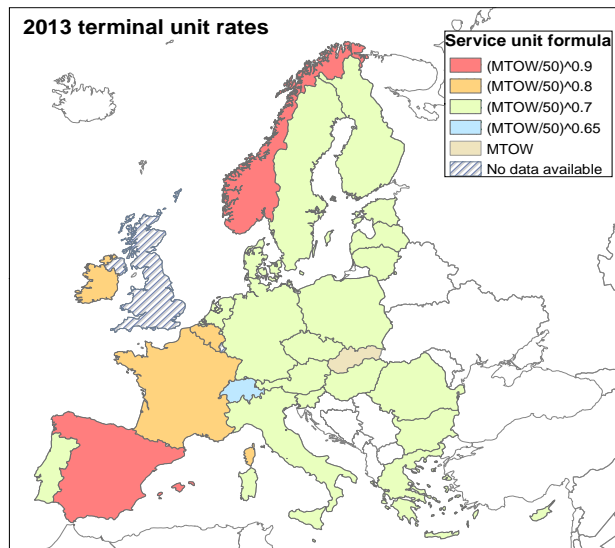 2013 terminal unit rates
Service unit formula
(MTOW/50)^0.9
(MTOW/50)^0.8
(MTOW/50)^0.7
(MTOW/50)^0.65
MTOW
No data available